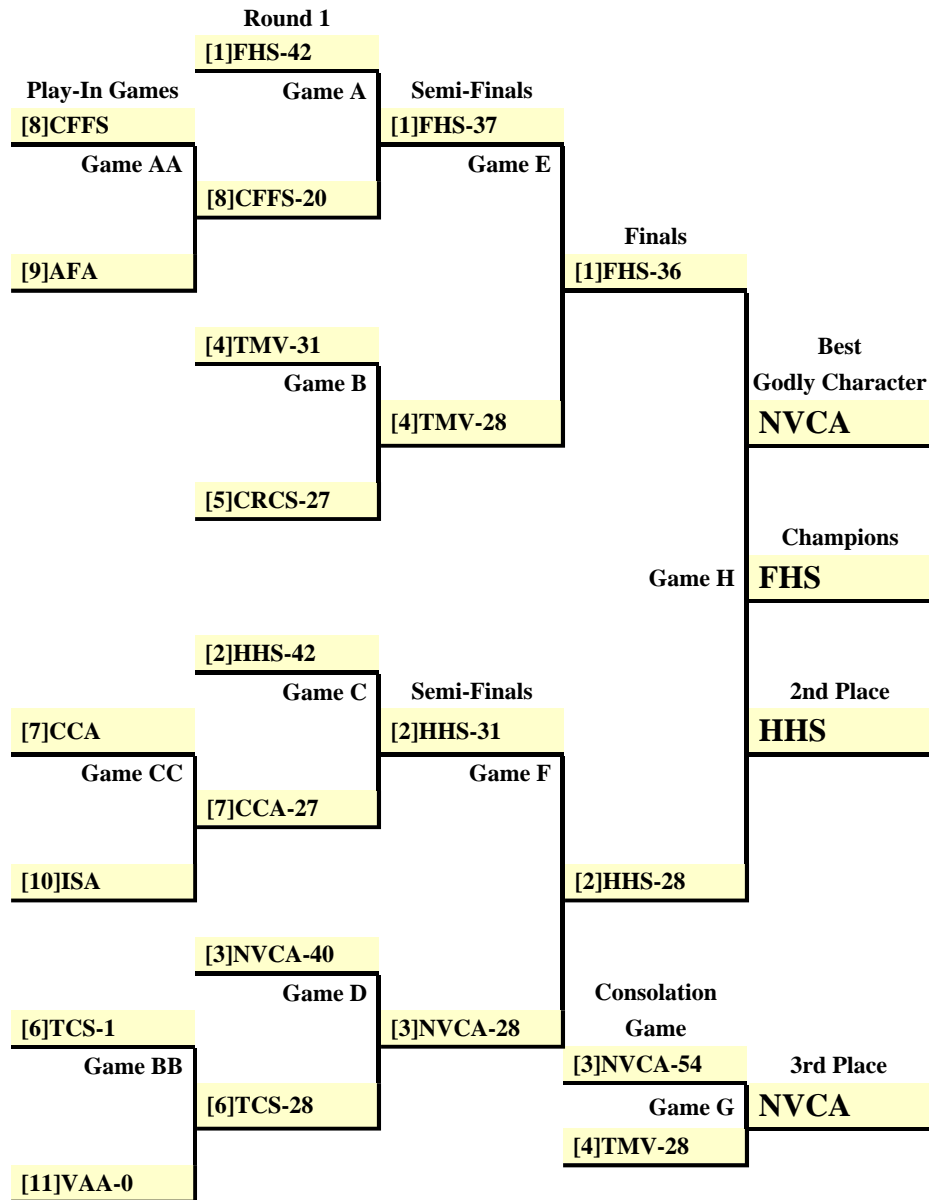 Round 1
[1]FHS-42
Play-In Games
Game A
Semi-Finals
[8]CFFS
[1]FHS-37
Game AA
Game E
[8]CFFS-20
Finals
[9]AFA
[1]FHS-36
[4]TMV-31
Best
Game B
Godly Character
[4]TMV-28
NVCA
[5]CRCS-27
Champions
Game H
FHS
[2]HHS-42
Game C
Semi-Finals
2nd Place
[7]CCA
[2]HHS-31
HHS
Game CC
Game F
[7]CCA-27
[10]ISA
[2]HHS-28
[3]NVCA-40
Game D
Consolation
[6]TCS-1
[3]NVCA-28
Game
Game BB
[3]NVCA-54
3rd Place
[6]TCS-28
Game G
NVCA
[4]TMV-28
[11]VAA-0